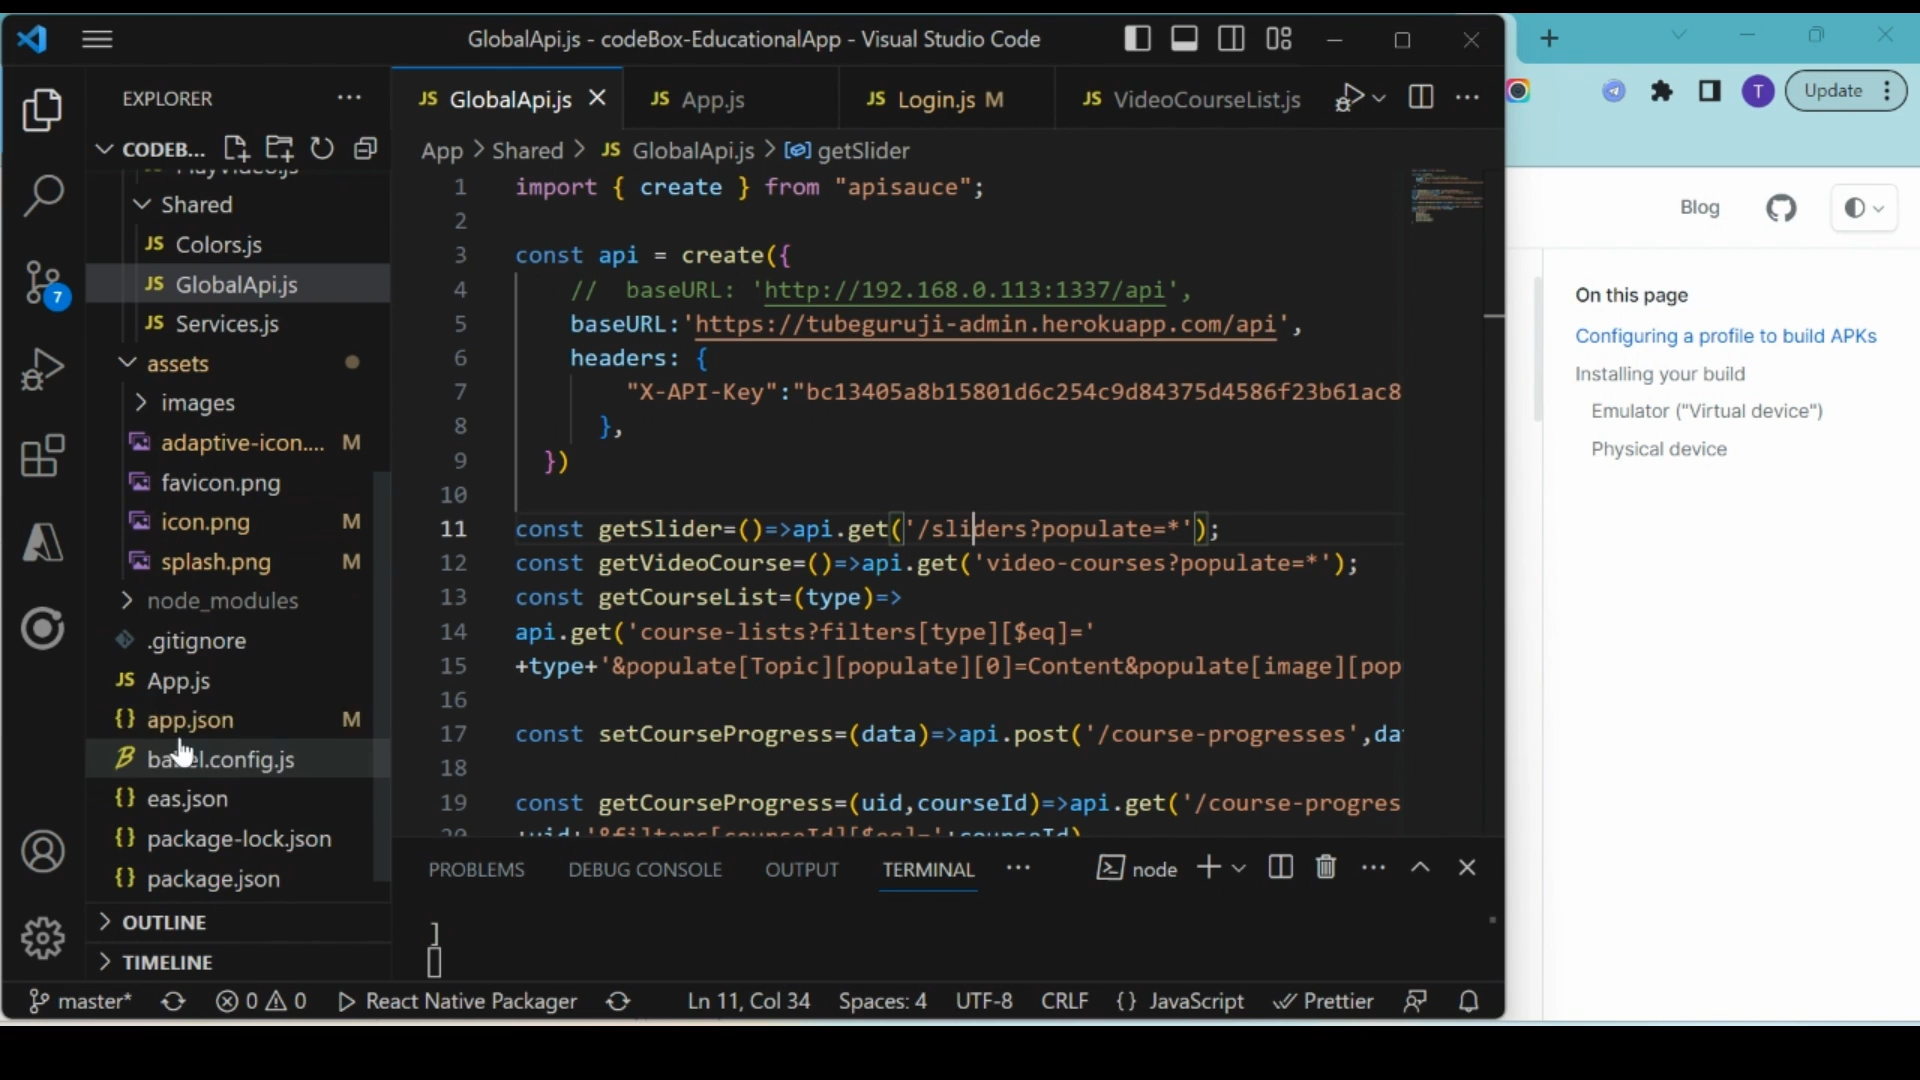 GlobalApi.js - codeBox-EducationalApp - Visual Studio Code
Update
T
EXPLORER
CODEB...
Shared
JS Colors.js
JS GlobalApi.js
JS Services.js
assets
images
adaptive-icon.... M
favicon.png
icon.png M
splash.png M
node_modules
.gitignore
JS App.js
{} app.json M
{} eas.json
{} package-lock.json
{} package.json
OUTLINE
TIMELINE
7
JS GlobalApi.js
JS App.js
JS Login.js M
JS VideoCourseList.js
App > Shared > JS GlobalApi.js > getSlider
1 import { create } from "apisauce";
2
3 const api = create({
4 //  baseURL: 'http://192.168.0.113:1337/api',
5 baseURL:'https://tubeguruji-admin.herokuapp.com/api',
6 headers: {
7 "X-API-Key":"bc13405a8b15801d6c254c9d84375d4586f23b61ac8
8 },
9 })
10
11 const getSlider=()=>api.get('/sliders?populate=*');
12 const getVideoCourse=()=>api.get('video-courses?populate=*');
13 const getCourseList=(type)=>
14 api.get('course-lists?filters[type][$eq]='
15 +type+'&populate[Topic][populate][0]=Content&populate[image][pop
16
17 const setCourseProgress=(data)=>api.post('/course-progresses',da
18
19 const getCourseProgress=(uid,courseId)=>api.get('/course-progres
PROBLEMS
DEBUG CONSOLE
OUTPUT
TERMINAL
node
]
master*
0
0
React Native Packager
Ln 11, Col 34
Spaces: 4
UTF-8
CRLF
{} JavaScript
Prettier
Blog
On this page
Configuring a profile to build APKs
Installing your build
Emulator ("Virtual device")
Physical device